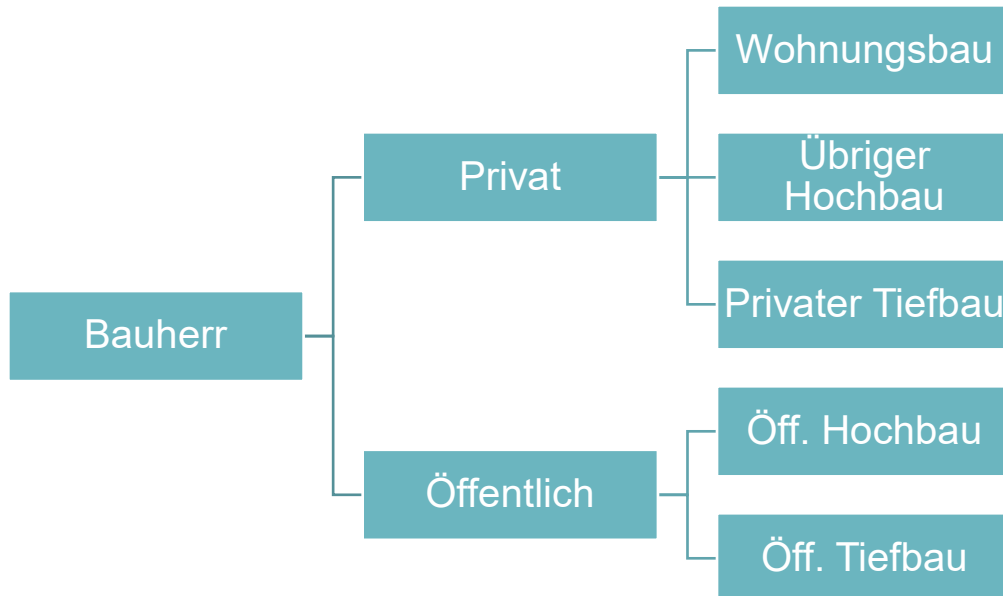 Wohnungsbau
Privat
Übriger
Hochbau
Privater Tiefbau
Bauherr
Öff. Hochbau
Öffentlich
Öff. Tiefbau